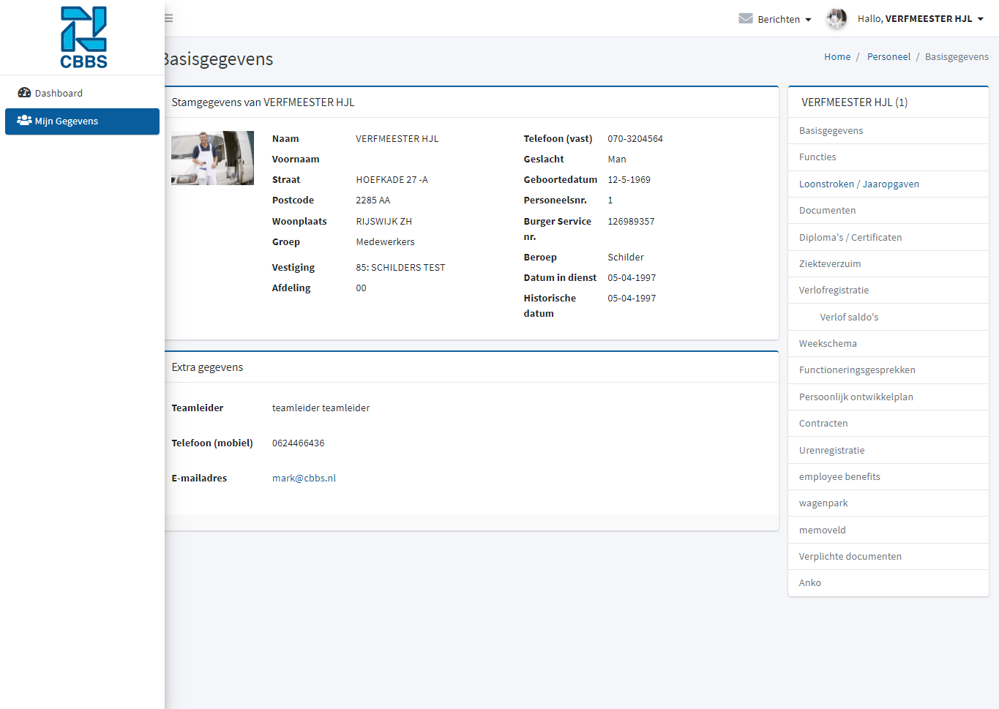 CBBS
Dashboard
Mijn Gegevens
Berichten
Hallo, VERFMEESTER HJL
Basisgegevens
Home / Personeel / Basisgegevens
Stamgegevens van VERFMEESTER HJL
Naam VERFMEESTER HJL
Voornaam
Straat HOEFKADE 27 -A
Postcode 2285 AA
Woonplaats RIJSWIJK ZH
Groep Medewerkers
Vestiging 85: SCHILDERS TEST
Afdeling 00
Telefoon (vast) 070-3204564
Geslacht Man
Geboortedatum 12-5-1969
Personeelsnr. 1
Burger Service 126989357
nr.
Beroep Schilder
Datum in dienst 05-04-1997
Historische 05-04-1997
datum
Extra gegevens
Teamleider teamleider teamleider
Telefoon (mobiel) 0624466436
E-mailadres mark@cbbs.nl
VERFMEESTER HJL (1)
Basisgegevens
Functies
Loonstroken / Jaaropgaven
Documenten
Diploma's / Certificaten
Ziekteverzuim
Verlofregistratie
Verlof saldo's
Weekschema
Functioneringsgesprekken
Persoonlijk ontwikkelplan
Contracten
Urenregistratie
employee benefits
wagenpark
memoveld
Verplichte documenten
Anko